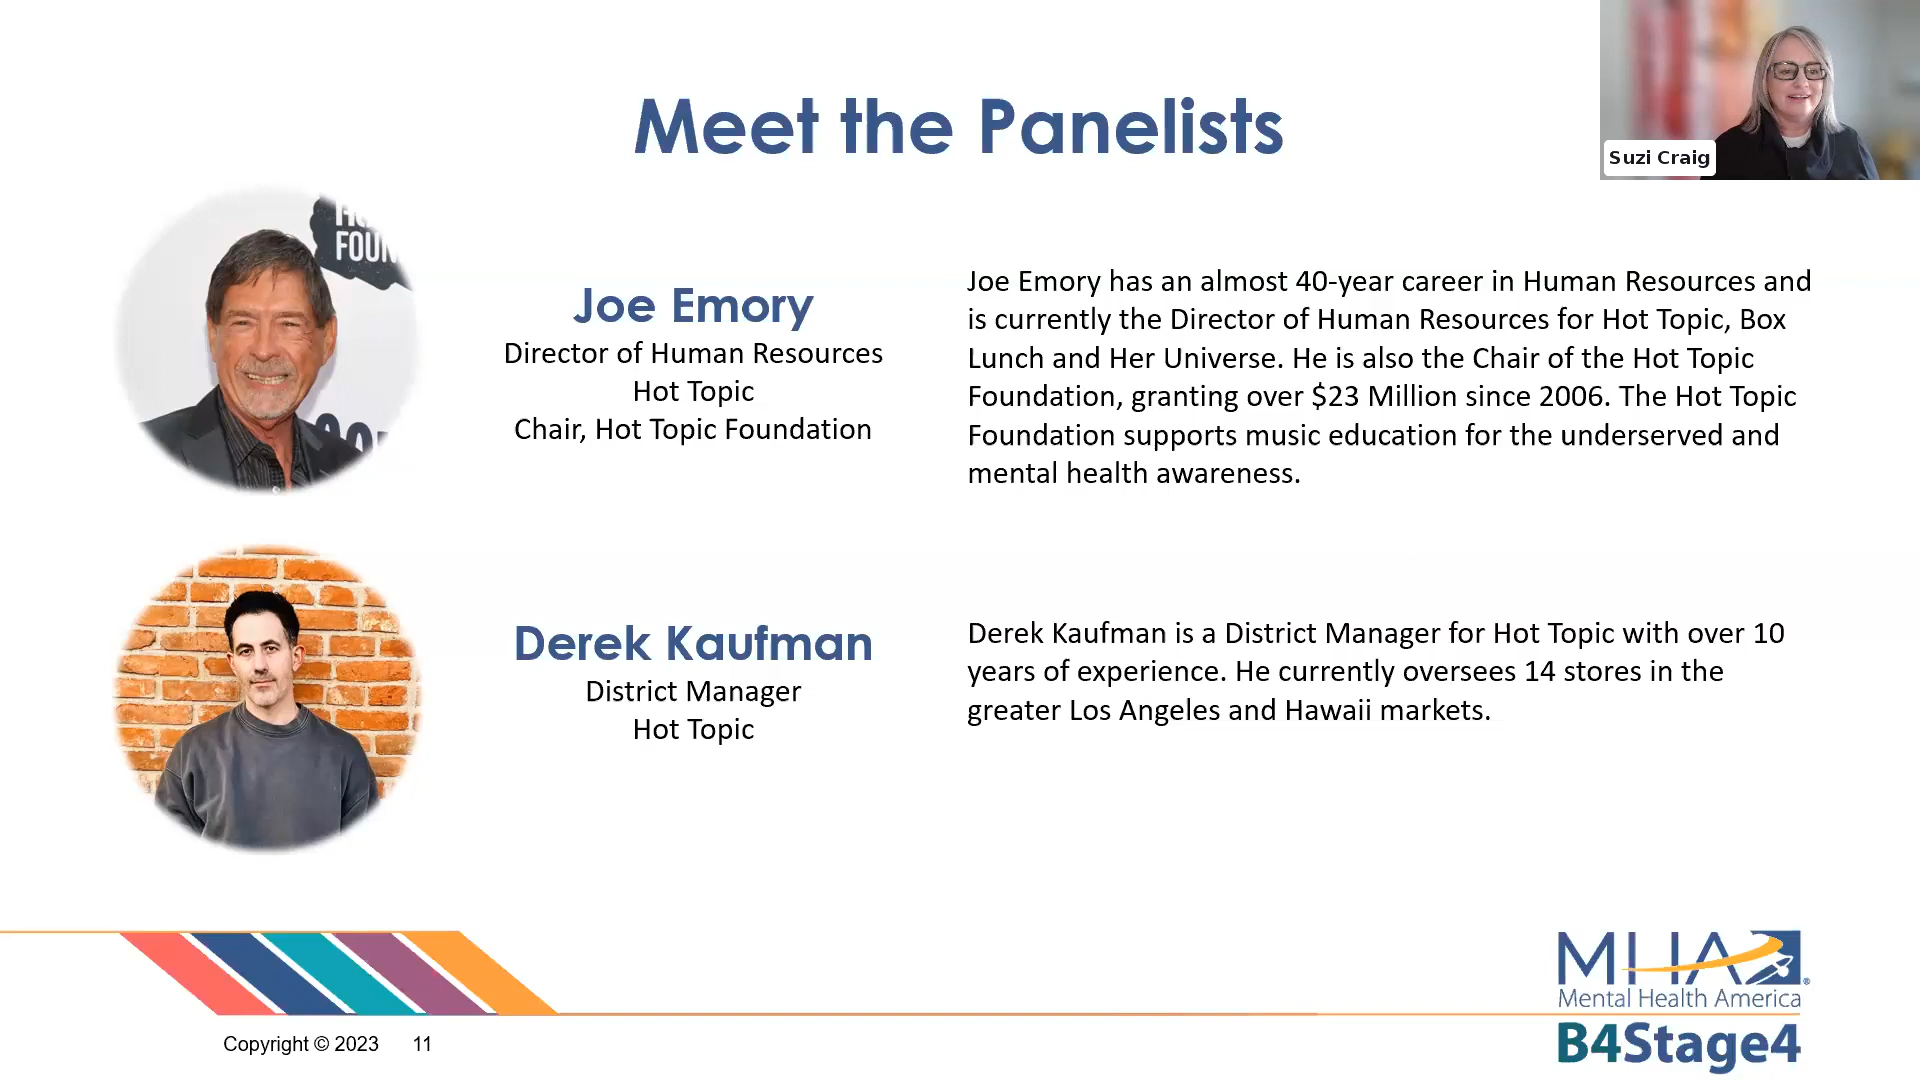 Meet the Panelists
Suzi Craig
FOUN
Joe Emory
Director of Human Resources
Hot Topic
Chair, Hot Topic Foundation
Joe Emory has an almost 40-year career in Human Resources and
is currently the Director of Human Resources for Hot Topic, Box
Lunch and Her Universe. He is also the Chair of the Hot Topic
Foundation, granting over $23 Million since 2006. The Hot Topic
Foundation supports music education for the underserved and
mental health awareness.
Derek Kaufman
District Manager
Hot Topic
Derek Kaufman is a District Manager for Hot Topic with over 10
years of experience. He currently oversees 14 stores in the
greater Los Angeles and Hawaii markets.
MHA
Mental Health America
B4Stage4
Copyright © 2023 11